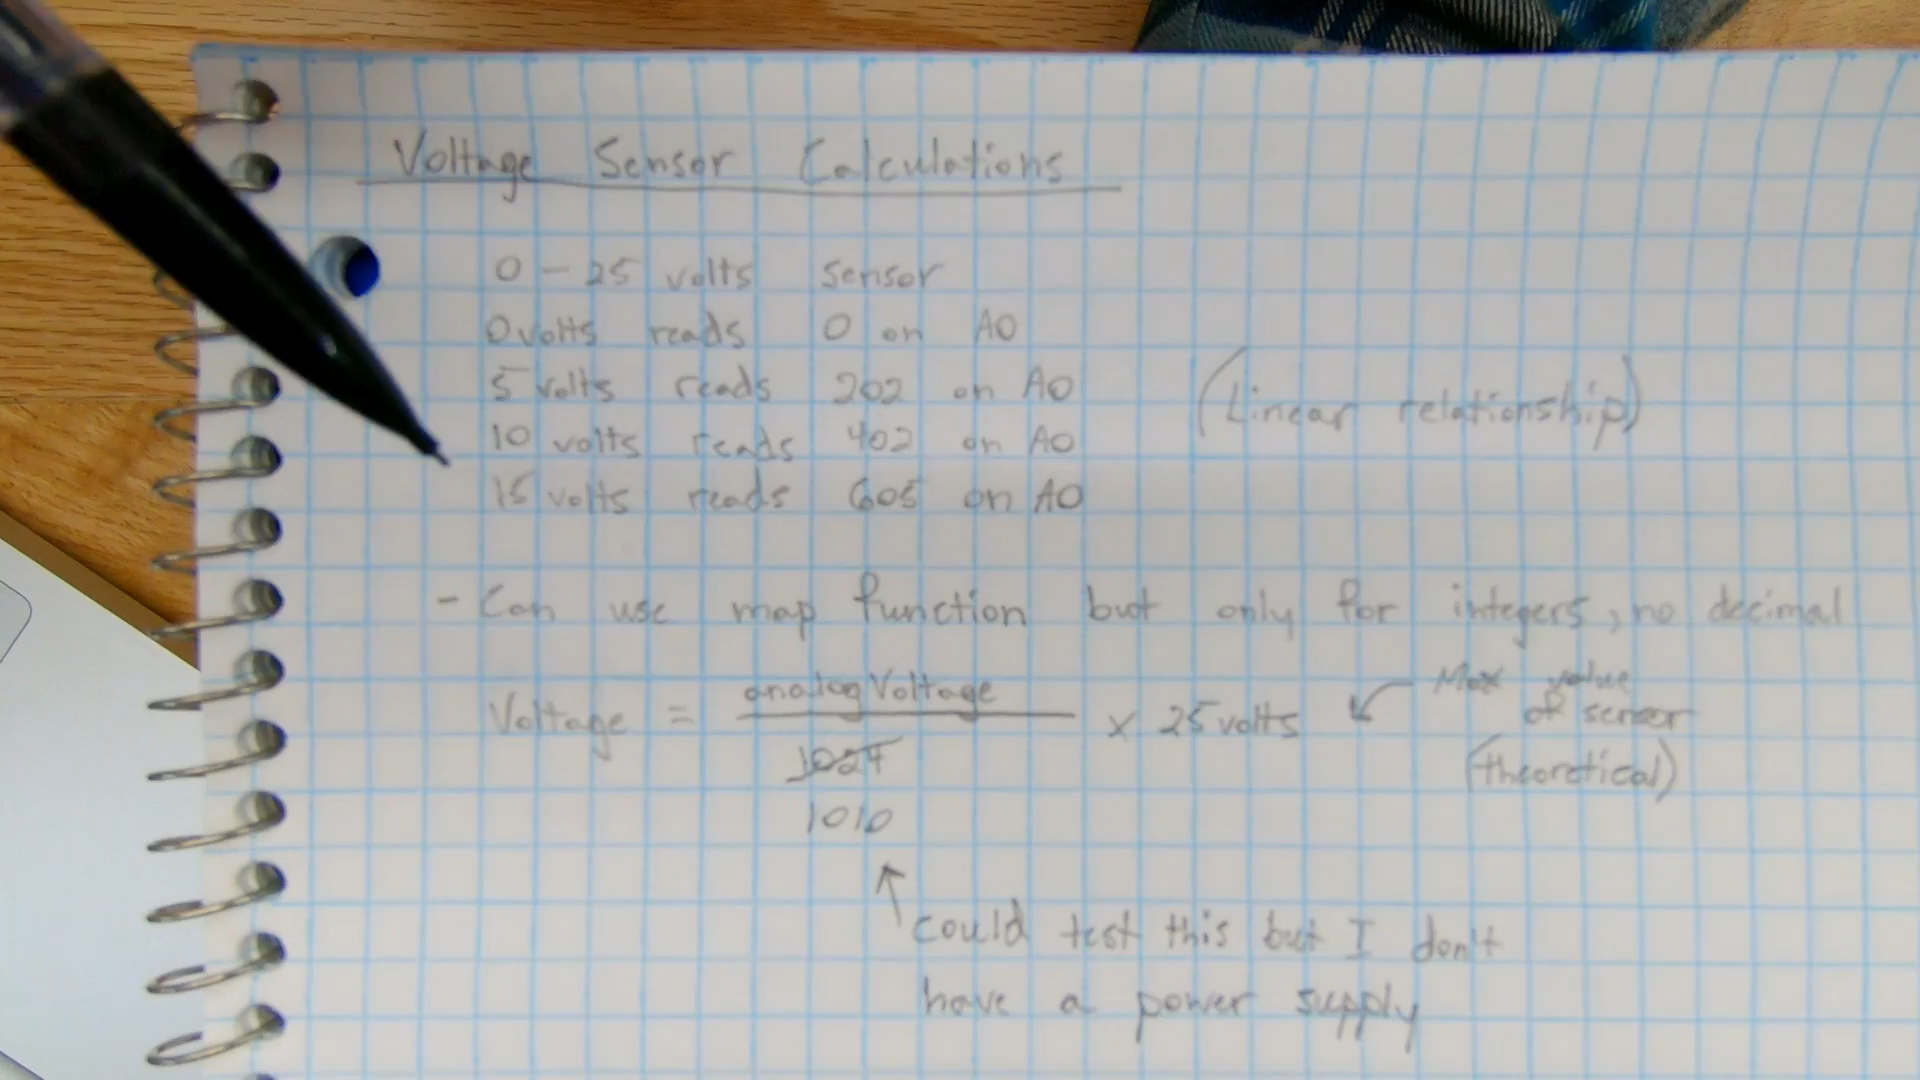 Voltage Sensor Calculations
0 - 25 volts sensor
0 volts reads 0 on A0
5 volts reads 202 on A0
10 volts reads 402 on A0
15 volts reads 605 on A0
(Linear relationship)
- Can use map function but only for integers, no decimal
Voltage = analogVoltage / 1024 x 25 volts
1010
Max value
of sensor
(theoretical)
could test this but I don't
have a power supply